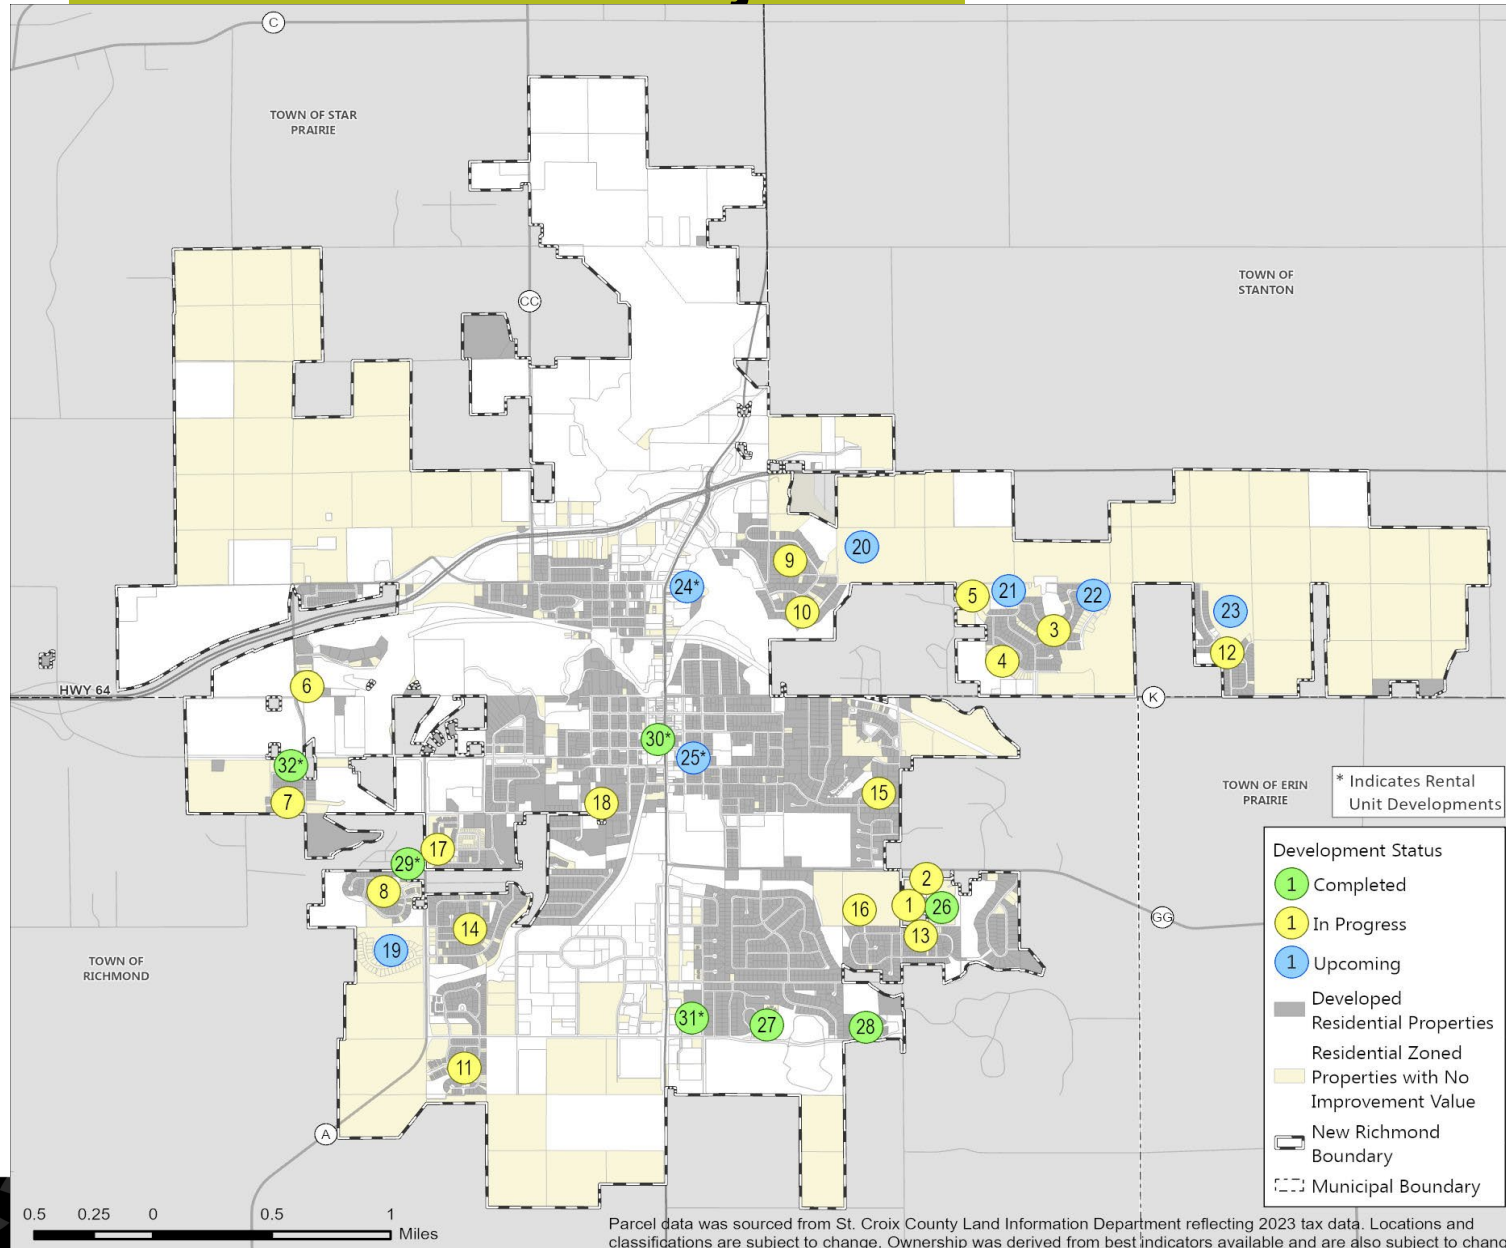 C
TOWN OF STAR
PRAIRIE
TOWN OF
STANTON
CC
20
9
24*
5
21
22
10
23
3
12
4
6
HWY 64
K
30*
25*
32*
7
18
15
TOWN OF ERIN
PRAIRIE
* Indicates Rental
Unit Developments
17
29*
8
2
1
26
16
13
14
GG
19
TOWN OF
RICHMOND
31*
27
28
11
A
Development Status
1 Completed
1 In Progress
1 Upcoming
Developed
Residential Properties
Residential Zoned
Properties with No
Improvement Value
New Richmond
Boundary
Municipal Boundary
0.5 0.25 0 0.5 1
Miles
Parcel data was sourced from St. Croix County Land Information Department reflecting 2023 tax data. Locations and
classifications are subject to change. Ownership was derived from best indicators available and are also subject to